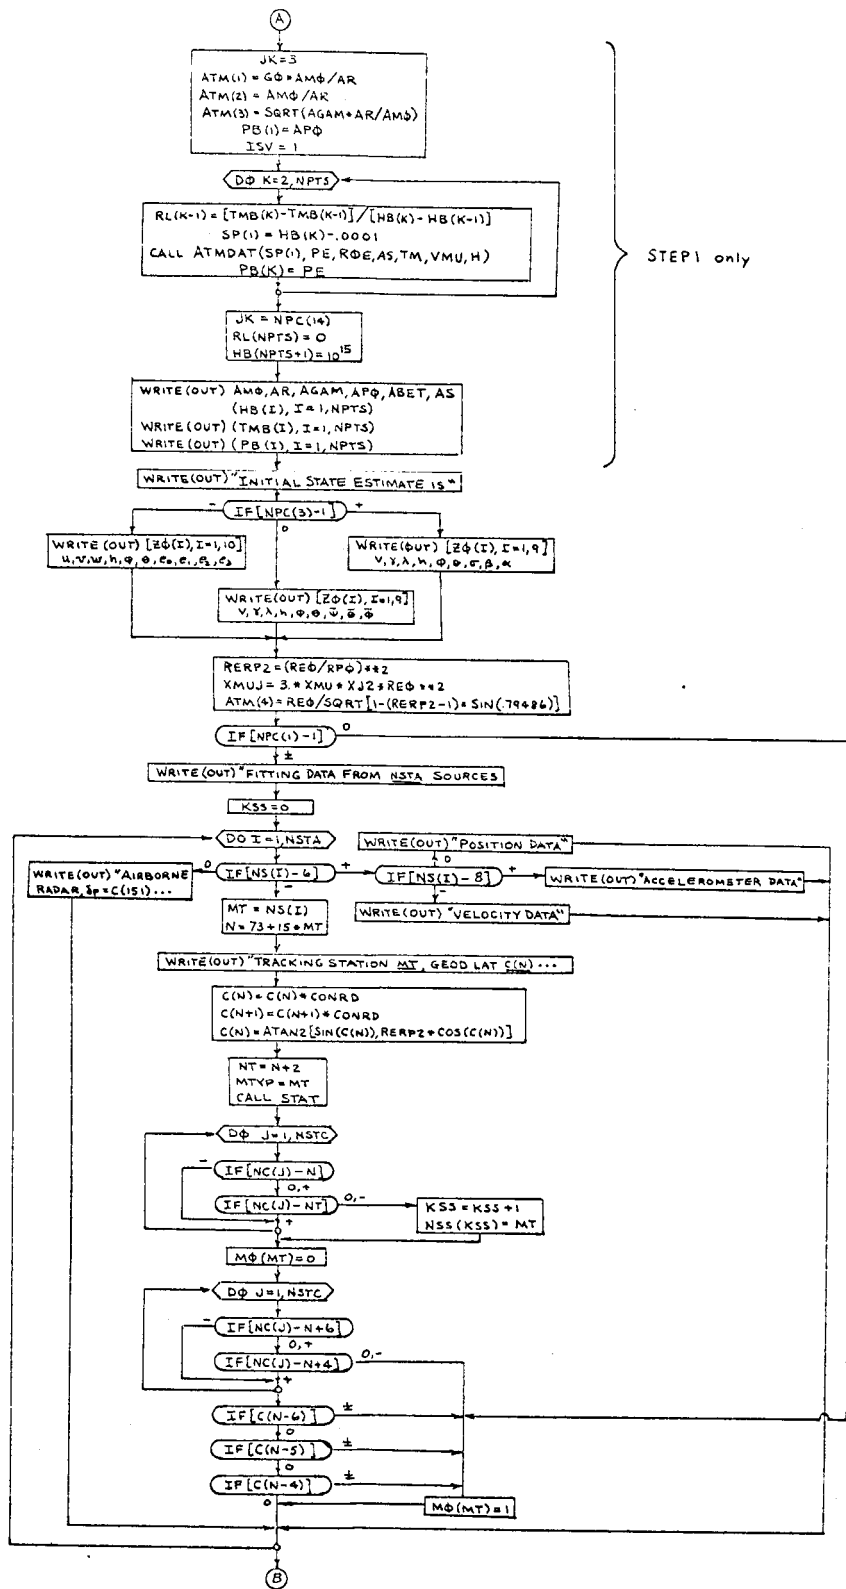 A
JK=3
ATM(1) = GΦ*AMΦ/AR
ATM(2) = AMΦ/AR
ATM(3) = SQRT(AGAM*AR/AMΦ)
PB(1)=APΦ
ISV = 1
DΦ K=2,NPTS
RL(K-1)=[TMB(K)-TMB(K-1)]/[HB(K)-HB(K-1)]
SP(1)=HB(K)-.0001
CALL ATMDAT(SP(1), PE, RΦE, AS, TM, VMU, H)
PB(K)=PE
STEP1 only
JK = NPC(14)
RL(NPTS)=0
HB(NPTS+1)=10^15
WRITE(OUT) AMΦ, AR, AGAM, APΦ, ABET, AS
(HB(I), I=1,NPTS)
WRITE(OUT) (TMB(I), I=1,NPTS)
WRITE(OUT) (PB(I), I=1,NPTS)
WRITE(OUT) "INITIAL STATE ESTIMATE IS"
- IF[NPC(3)-1] +
0
WRITE(OUT) [ZΦ(I), I=1,10]
u,v,w,h,φ,θ,e₀,e₁,e₂,e₃
WRITE(ΦUT) [ZΦ(I), I=1,9]
V,γ,λ,h,φ,θ,σ,β,α
WRITE(OUT) [ZΦ(I), I=1,9]
V,γ,λ,h,φ,θ,Ψ̄,θ̄,Φ̄
RERP2=(REΦ/RPΦ)**2
XMUJ=3.*XMU*XJ2*REΦ**2
ATM(4)=REΦ/SQRT[1-(RERP2-1)*SIN(.79486)]
IF[NPC(1)-1] 0
±
WRITE(OUT) "FITTING DATA FROM NSTA SOURCES
KSS=0
DO I=1,NSTA
WRITE(OUT) "POSITION DATA"
0
WRITE(OUT) "AIRBORNE
RADAR, δρ=C(151)...
0 IF[NS(I)-6] + IF[NS(I)-8] + WRITE(OUT) "ACCELEROMETER DATA"
- -
WRITE(OUT) "VELOCITY DATA"
MT = NS(I)
N=73+15*MT
WRITE(OUT) "TRACKING STATION MT, GEOD LAT C(N)...
C(N)=C(N)*CONRD
C(N+1)=C(N+1)*CONRD
C(N)=ATAN2[SIN(C(N)),RERP2*COS(C(N))]
NT=N+2
MTYP=MT
CALL STAT
DΦ J=1,NSTC
- IF[NC(J)-N]
0,+
IF[NC(J)-NT] 0,-
+
KSS=KSS+1
NSS(KSS)=MT
MΦ(MT)=0
DΦ J=1,NSTC
- IF[NC(J)-N+6]
0,+
IF[NC(J)-N+4] 0,-
+
IF[C(N-6)] ±
0
IF[C(N-5)] ±
0
IF[C(N-4)] ±
0
MΦ(MT)=1
B